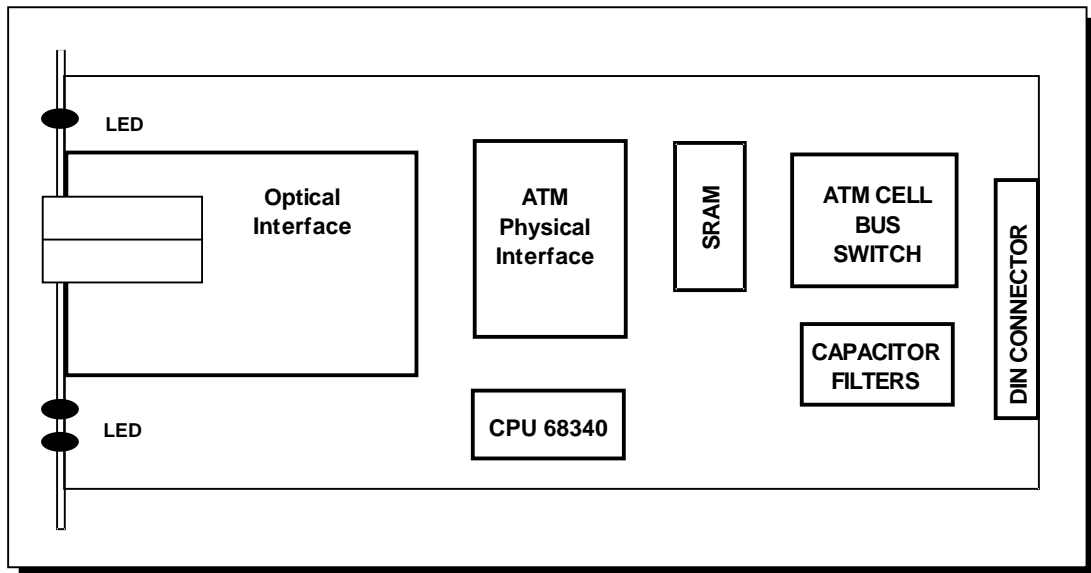 LED
Optical
Interface
ATM
Physical
Interface
SRAM
ATM CELL
BUS
SWITCH
DIN CONNECTOR
CAPACITOR
FILTERS
CPU 68340
LED